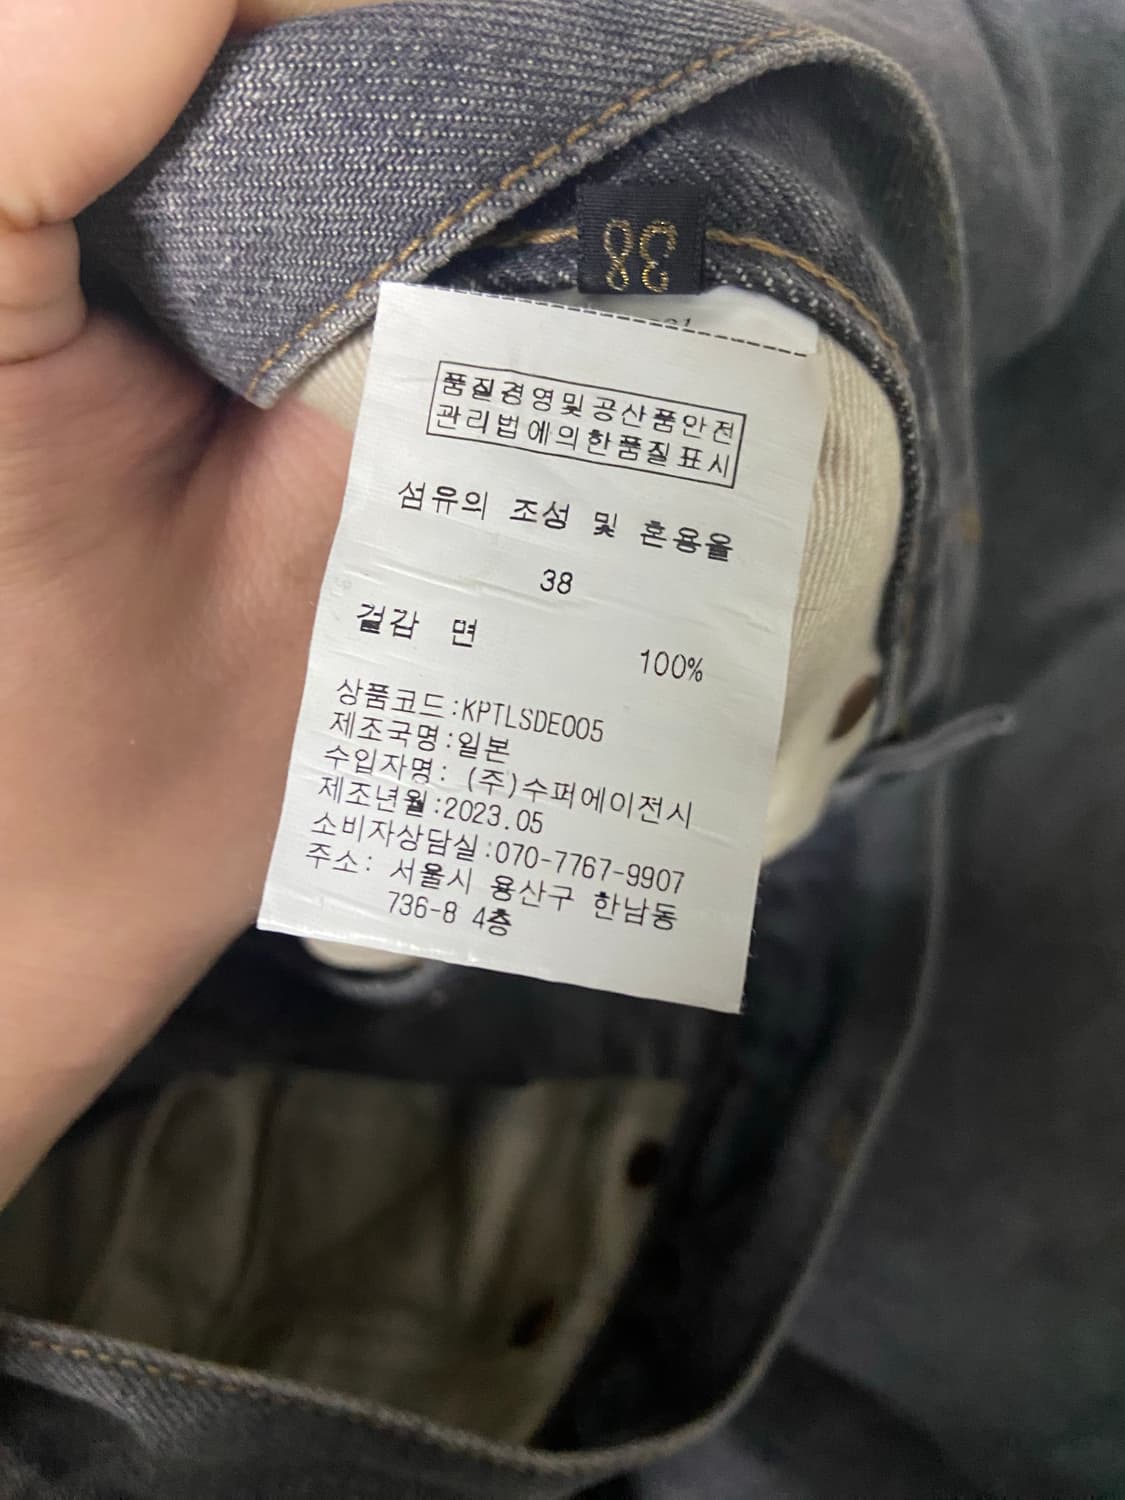 38
품질경영및공산품안전
관리법에의한품질표시
섬유의 조성 및 혼용율
38
겉감 면 100%
상품코드:KPTLSDE005
제조국명:일본
수입자명: (주)수퍼에이전시
제조년월:2023.05
소비자상담실:070-7767-9907
주소: 서울시 용산구 한남동
736-8 4층